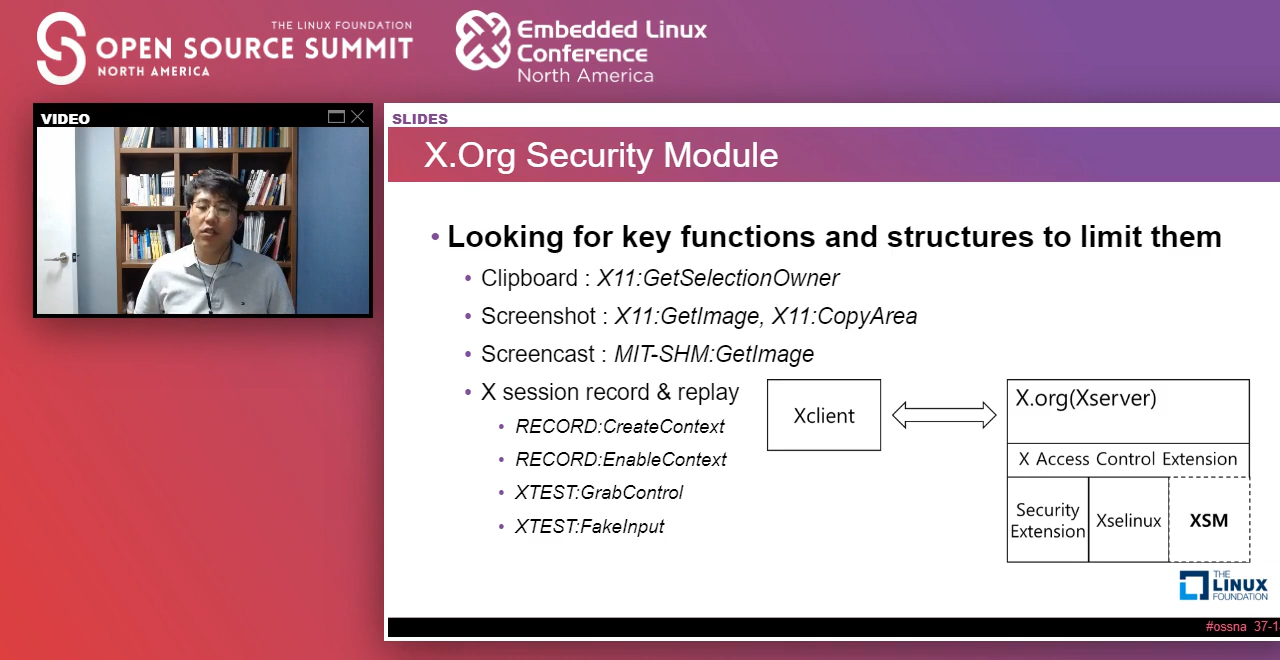 THE LINUX FOUNDATION
OPEN SOURCE SUMMIT
NORTH AMERICA
Embedded Linux
Conference
North America
VIDEO
SLIDES
X.Org Security Module
• Looking for key functions and structures to limit them
• Clipboard : X11:GetSelectionOwner
• Screenshot : X11:GetImage, X11:CopyArea
• Screencast : MIT-SHM:GetImage
• X session record & replay
• RECORD:CreateContext
• RECORD:EnableContext
• XTEST:GrabControl
• XTEST:FakeInput
Xclient
X.org(Xserver)
X Access Control Extension
Security
Extension
Xselinux
XSM
THE
LINUX
FOUNDATION
#ossna 37-1